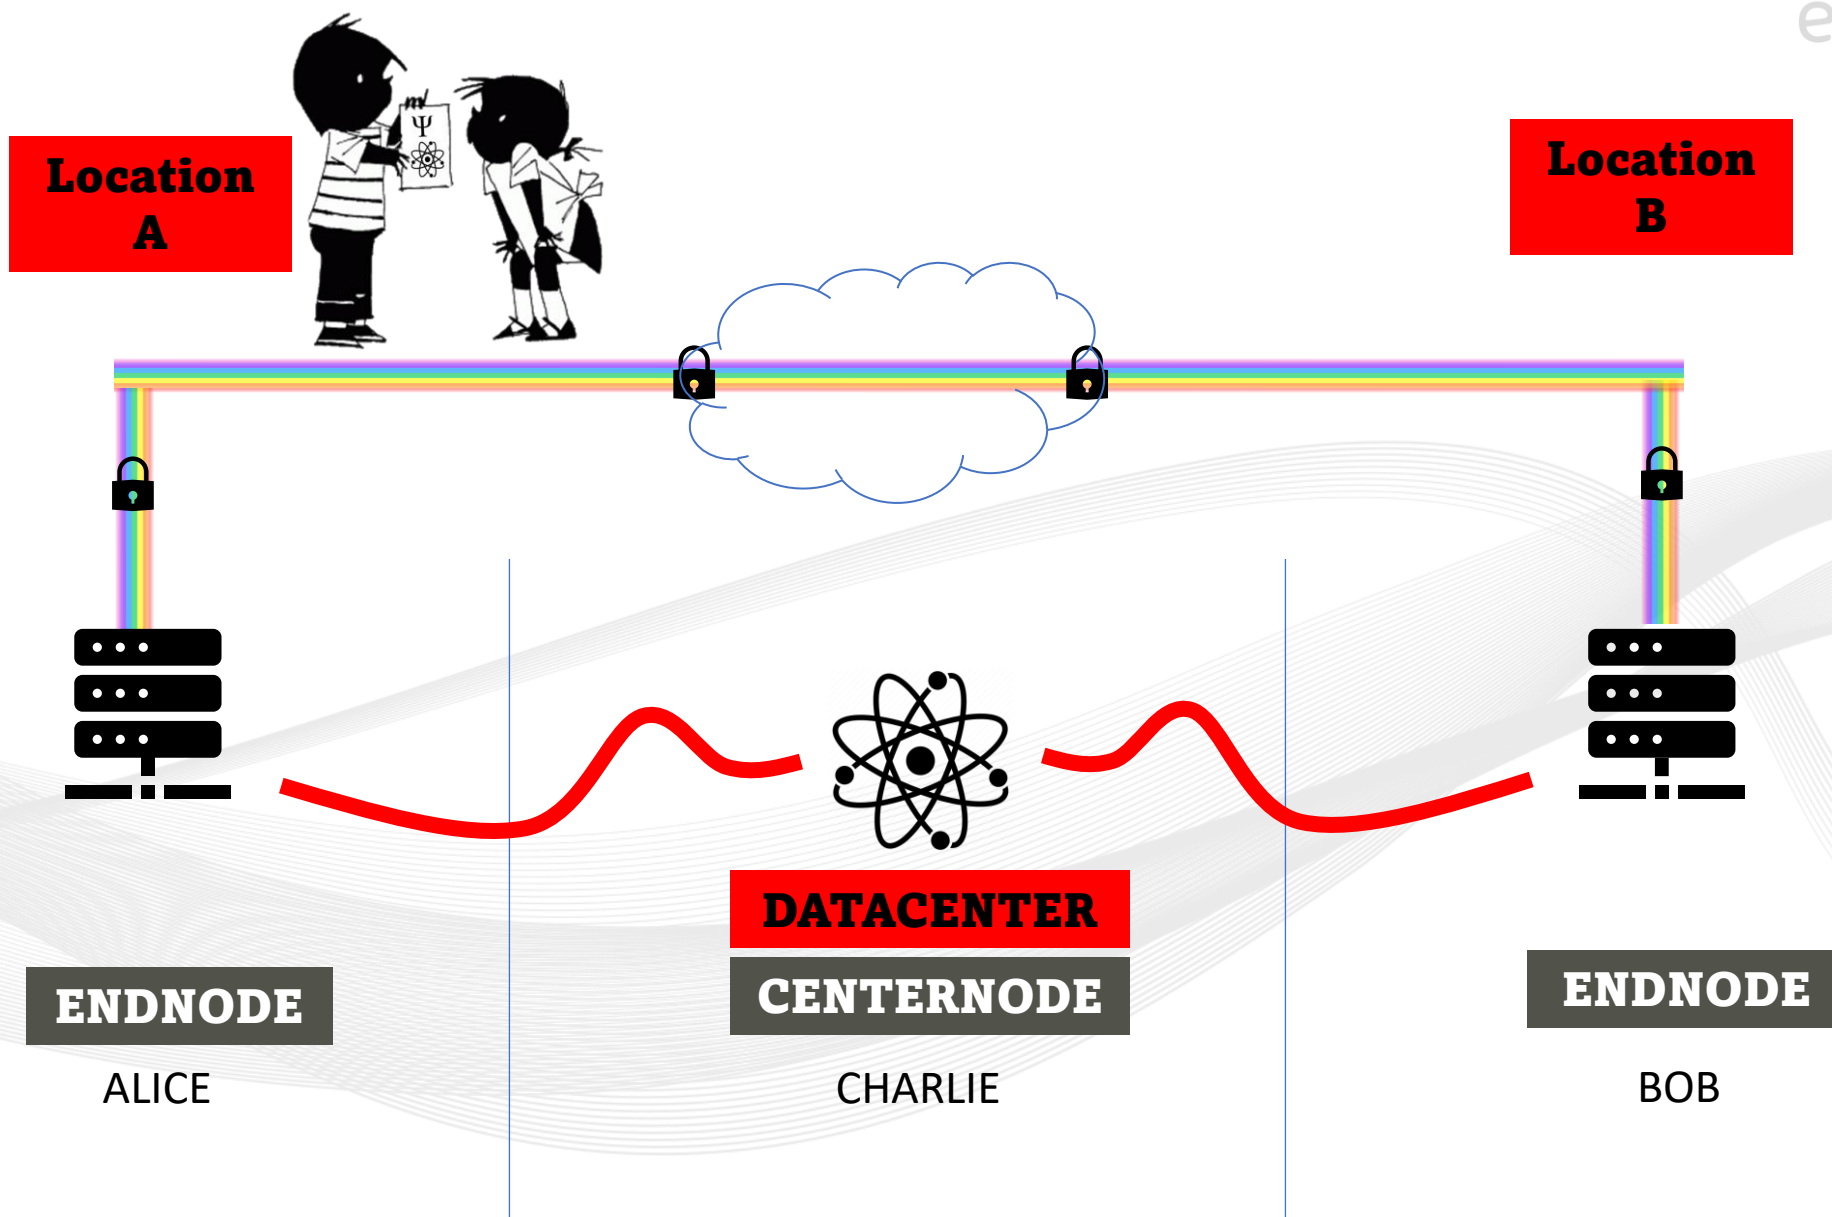 e
m/
Ψ
Location
A
Location
B
DATACENTER
CENTERNODE
ENDNODE
ENDNODE
ALICE
CHARLIE
BOB